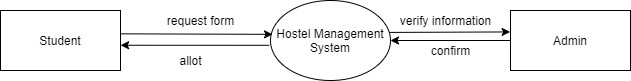 request form
verify information
Student
Hostel Management
System
Admin
allot
confirm